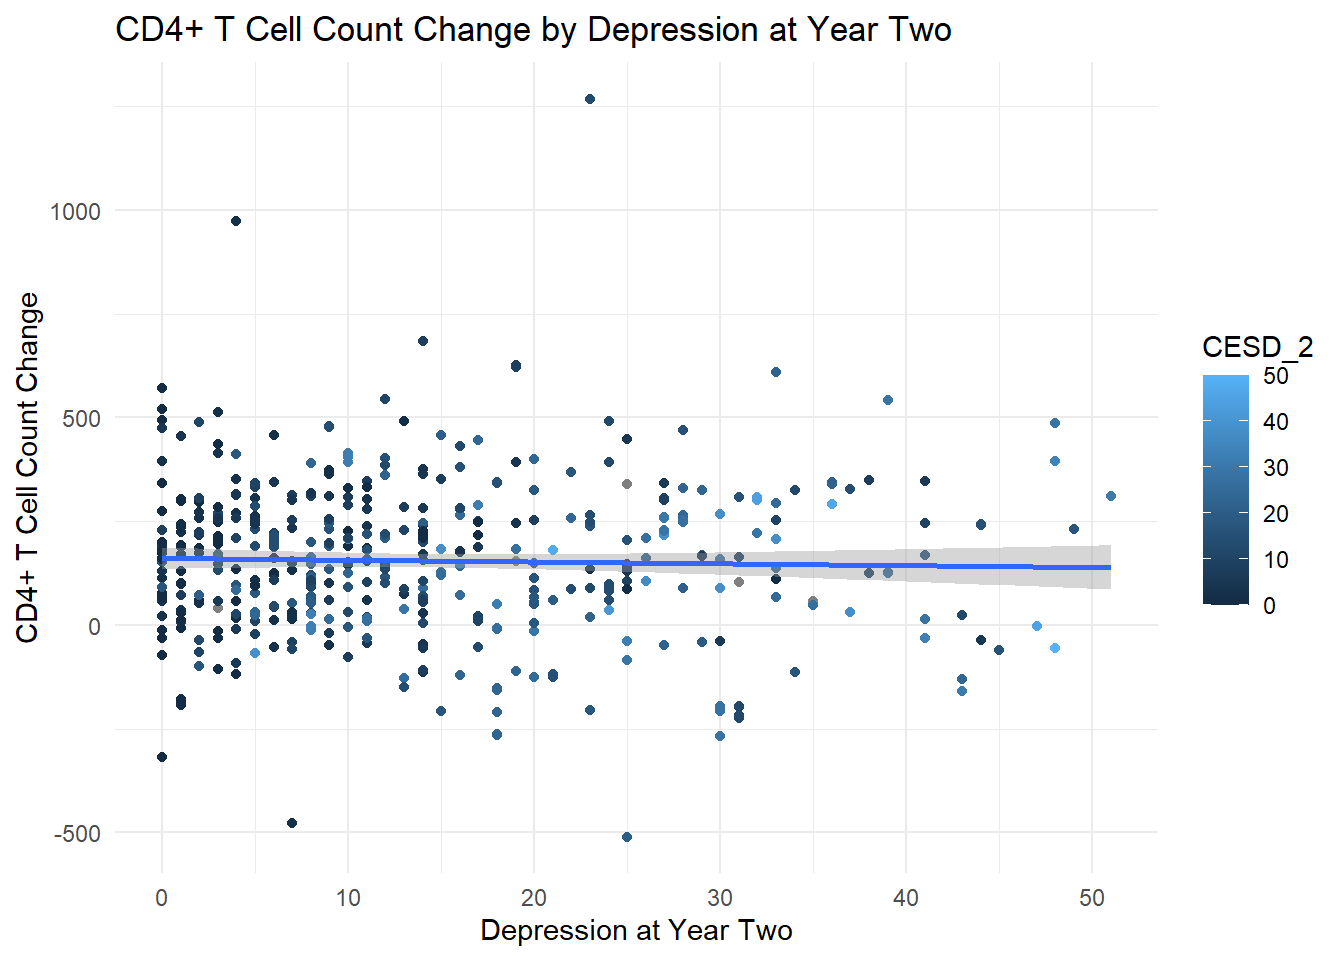 CD4+ T Cell Count Change by Depression at Year Two
CD4+ T Cell Count Change
1000
500
0
-500
0 10 20 30 40 50
Depression at Year Two
CESD_2
50
40
30
20
10
0